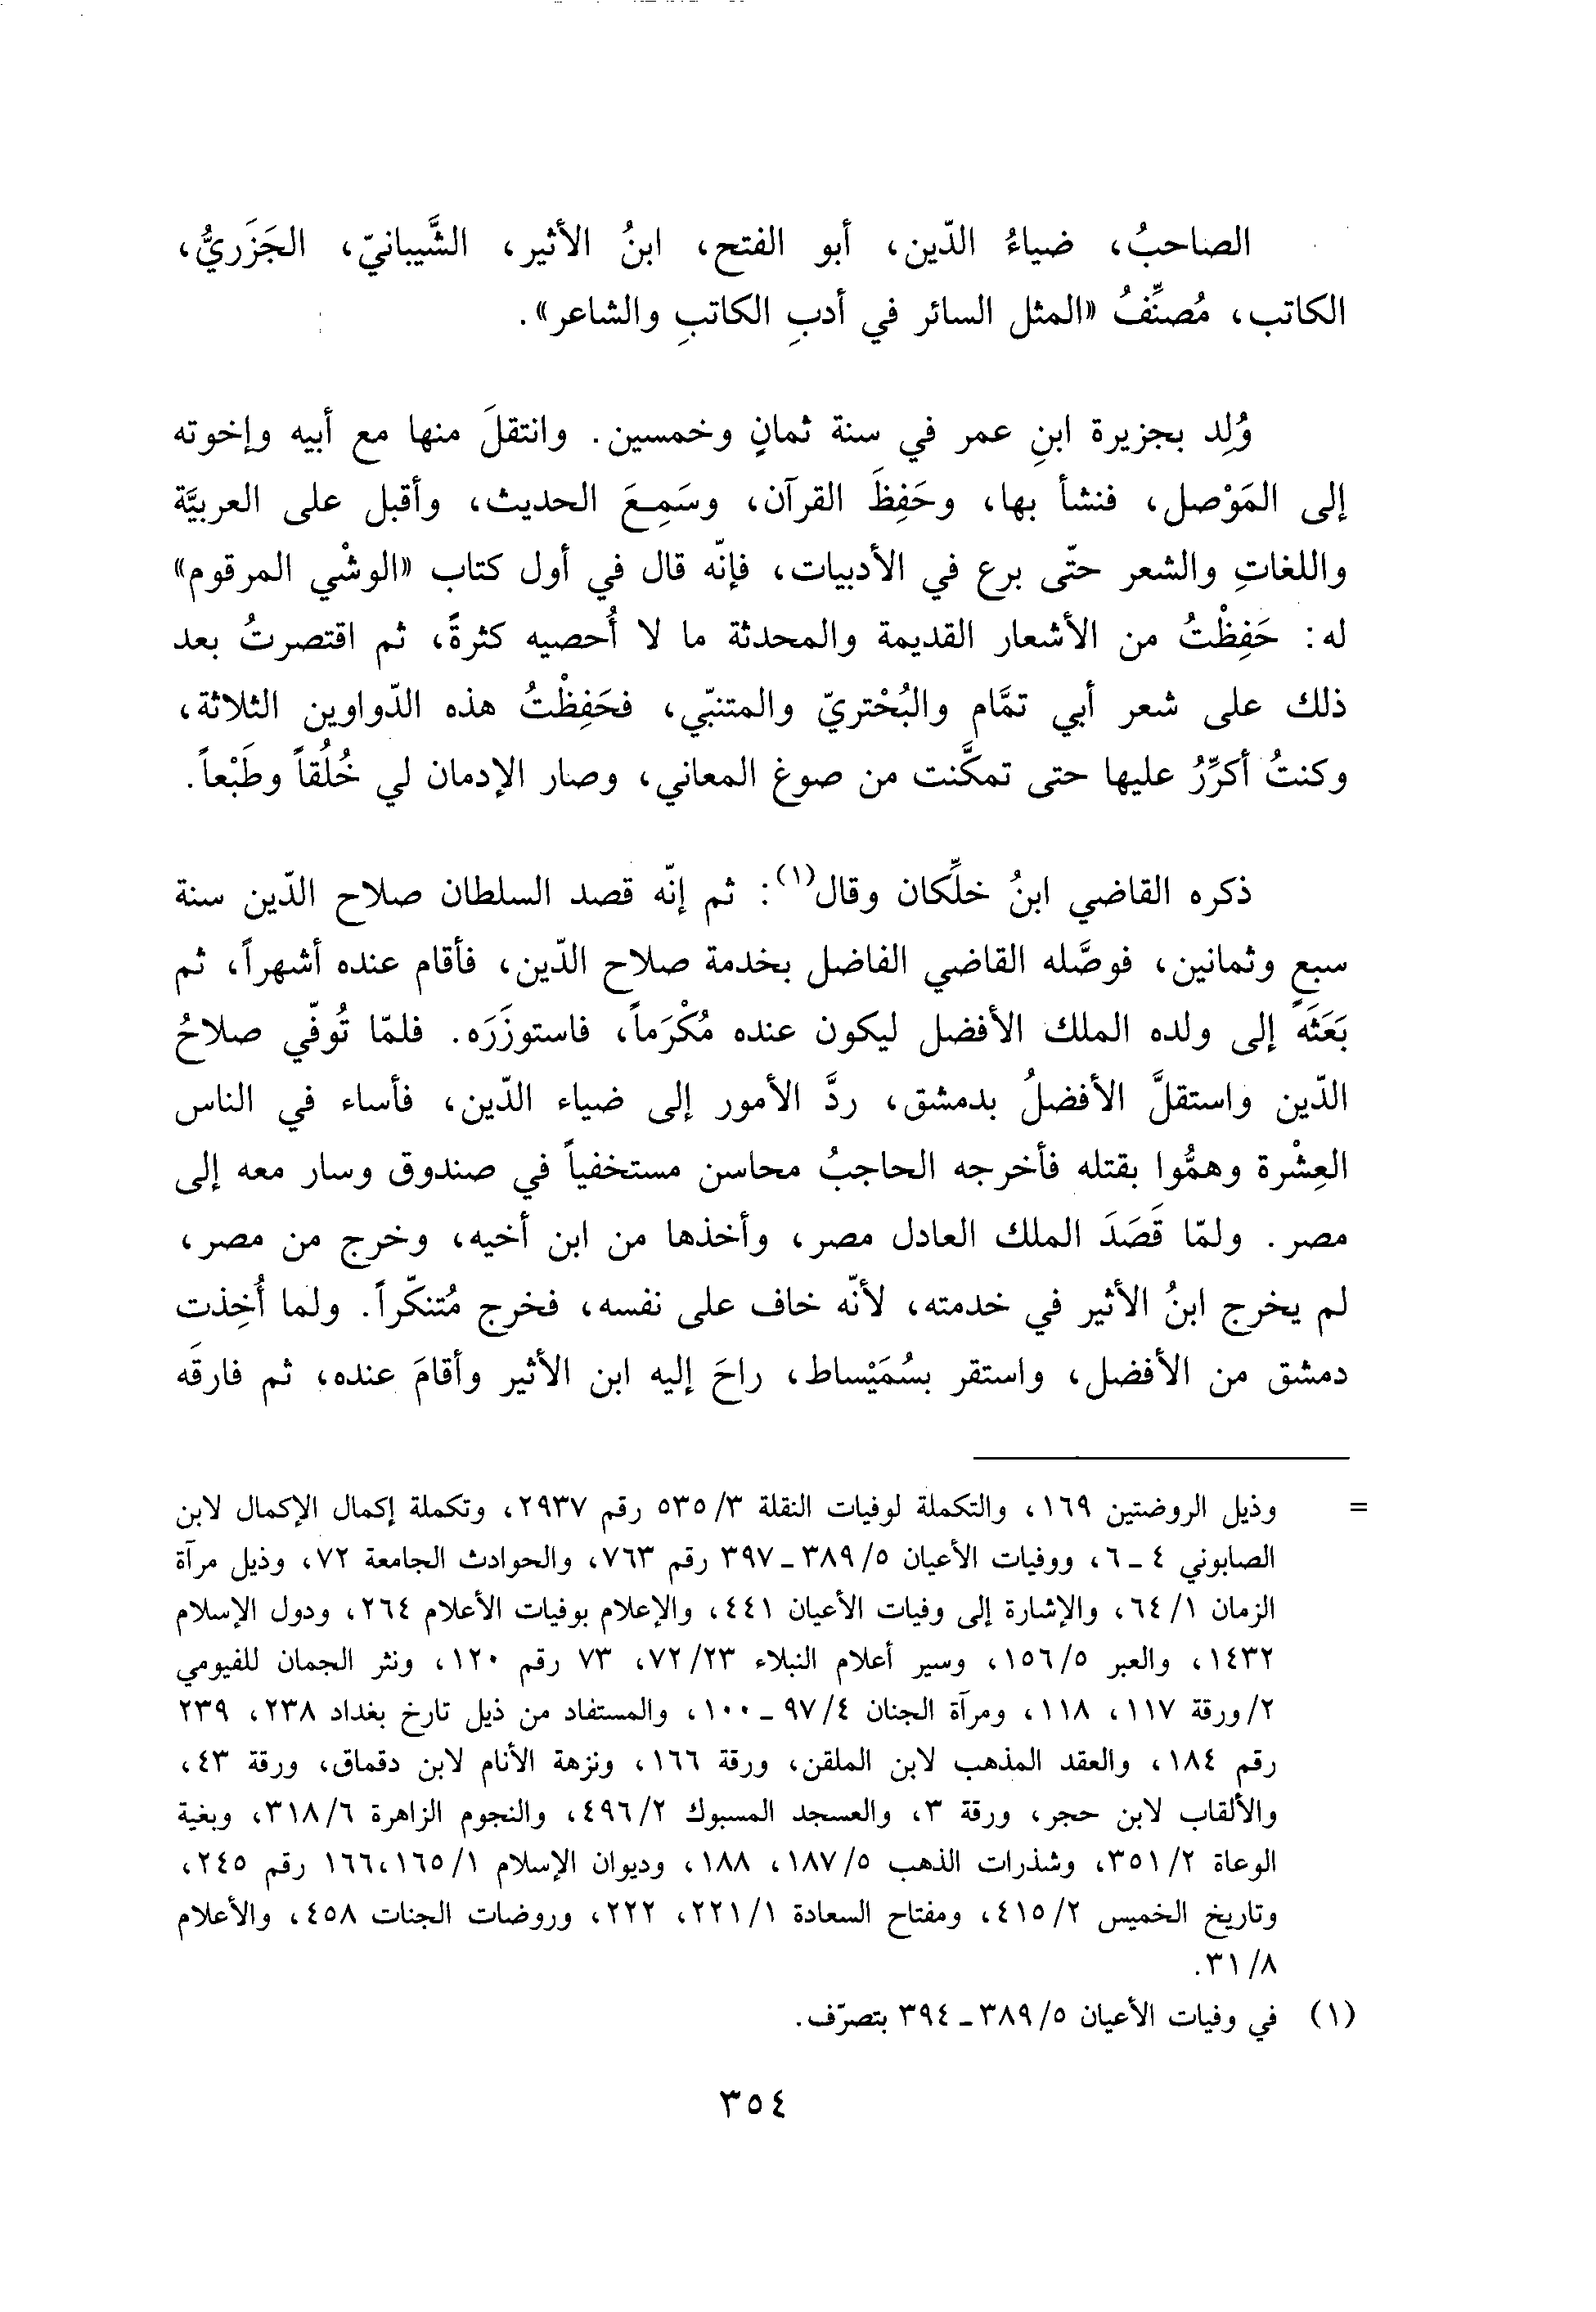 الصاحبُ، ضياءُ الدّين، أبو الفتح، ابنُ الأثير، الشَّيبانيّ، الجَزَريُّ،
الكاتب، مُصنِّفُ «المثل السائر في أدبِ الكاتبِ والشاعر».
وُلِد بجزيرة ابنِ عمر في سنة ثمانٍ وخمسين. وانتقلَ منها مع أبيه وإخوته
إلى المَوْصل، فنشأ بها، وحَفِظَ القرآن، وسَمِعَ الحديث، وأقبل على العربيَّة
واللغاتِ والشعر حتّى برع في الأدبيات، فإنّه قال في أول كتاب «الوشْي المرقوم»
له: حَفِظْتُ من الأشعار القديمة والمحدثة ما لا أُحصيه كثرةً، ثم اقتصرتُ بعد
ذلك على شعر أبي تمَّام والبُحْتريّ والمتنبّي، فحَفِظْتُ هذه الدّواوين الثلاثة،
وكنتُ أكرِّرُ عليها حتى تمكَّنت من صوغ المعاني، وصار الإدمان لي خُلُقاً وطَبْعاً.
ذكره القاضي ابنُ خلِّكان وقال(١): ثم إنّه قصد السلطان صلاح الدّين سنة
سبعٍ وثمانين، فوصَّله القاضي الفاضل بخدمة صلاح الدّين، فأقام عنده أشهراً، ثم
بَعَثَه إلى ولده الملك الأفضل ليكون عنده مُكْرَماً، فاستوزَرَه. فلمّا تُوفّي صلاحُ
الدّين واستقلَّ الأفضلُ بدمشق، ردَّ الأمور إلى ضياء الدّين، فأساء في الناس
العِشْرة وهمُّوا بقتله فأخرجه الحاجبُ محاسن مستخفياً في صندوق وسار معه إلى
مصر. ولمّا قَصَدَ الملك العادل مصر، وأخذها من ابن أخيه، وخرج من مصر،
لم يخرج ابنُ الأثير في خدمته، لأنّه خاف على نفسه، فخرج مُتنكّراً. ولما أُخِذت
دمشق من الأفضل، واستقر بسُمَيْساط، راحَ إليه ابن الأثير وأقامَ عنده، ثم فارقَه
= وذيل الروضتين ١٦٩، والتكملة لوفيات النقلة ٥٣٥/٣ رقم ٢٩٣٧، وتكملة إكمال الإكمال لابن
الصابوني ٤ ـ ٦، ووفيات الأعيان ٣٨٩/٥ ـ ٣٩٧ رقم ٧٦٣، والحوادث الجامعة ٧٢، وذيل مرآة
الزمان ٦٤/١، والإشارة إلى وفيات الأعيان ٤٤١، والإعلام بوفيات الأعلام ٢٦٤، ودول الإسلام
١٤٣٢، والعبر ١٥٦/٥، وسير أعلام النبلاء ٧٢/٢٣، ٧٣ رقم ١٢٠، ونثر الجمان للفيومي
٢/ورقة ١١٧، ١١٨، ومرآة الجنان ٩٧/٤ ـ ١٠٠، والمستفاد من ذيل تارخ بغداد ٢٣٨، ٢٣٩
رقم ١٨٤، والعقد المذهب لابن الملقن، ورقة ١٦٦، ونزهة الأنام لابن دقماق، ورقة ٤٣،
والألقاب لابن حجر، ورقة ٣، والعسجد المسبوك ٤٩٦/٢، والنجوم الزاهرة ٣١٨/٦، وبغية
الوعاة ٣٥١/٢، وشذرات الذهب ١٨٧/٥، ١٨٨، وديوان الإسلام ١٦٥/١،١٦٦ رقم ٢٤٥،
وتاريخ الخميس ٤١٥/٢، ومفتاح السعادة ٢٢١/١، ٢٢٢، وروضات الجنات ٤٥٨، والأعلام
٣١/٨.
(١) في وفيات الأعيان ٣٨٩/٥ ـ ٣٩٤ بتصرّف.
٣٥٤